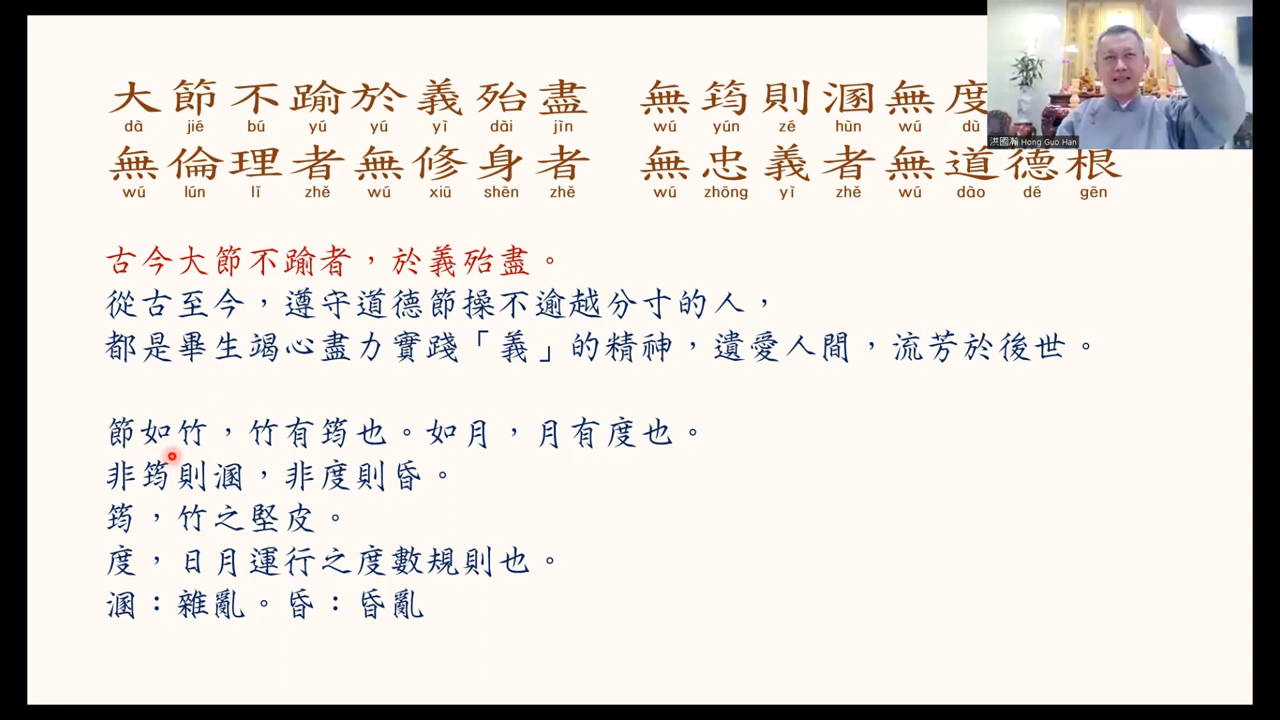 大節不踰於義殆盡　無筠則溷無度
dà jié bú yú yú yì dài jìn wú yún zé hùn wú dù
無倫理者無修身者　無忠義者無道德根
wú lún lǐ zhě wú xiū shēn zhě wú zhōng yì zhě wú dào dé gēn
洪國瀚 Hong Guo Han
古今大節不踰者，於義殆盡。
從古至今，遵守道德節操不逾越分寸的人，
都是畢生竭心盡力實踐「義」的精神，遺愛人間，流芳於後世。
節如竹，竹有筠也。如月，月有度也。
非筠則溷，非度則昏。
筠，竹之堅皮。
度，日月運行之度數規則也。
溷：雜亂。昏：昏亂